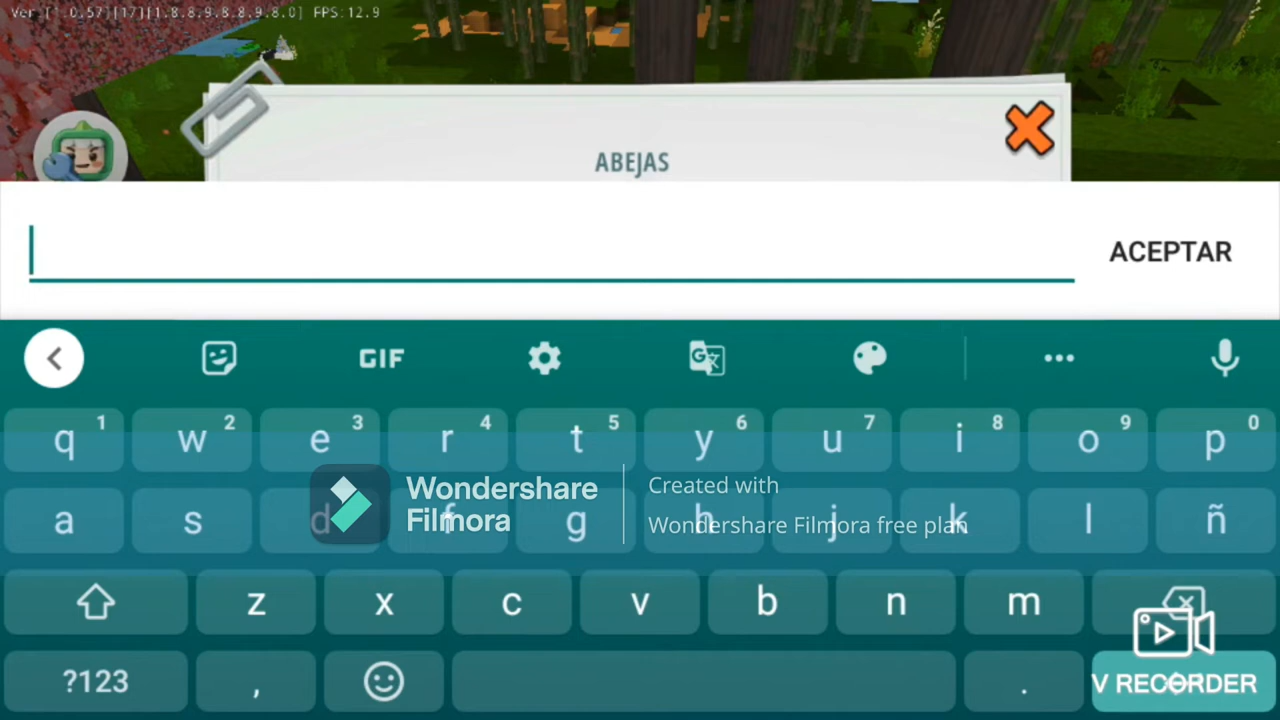 Ver:[1.0.57][17][1.8.8.9.8.8.9.8.0] FPS:12.9
ABEJAS
ACEPTAR
GIF
q 1 w 2 e 3 r 4 t 5 y 6 u 7 i 8 o 9 p 0
Wondershare
Filmora
Created with
Wondershare Filmora free plan
a s d f g h j k l ñ
z x c v b n m
?123 , .
V RECORDER